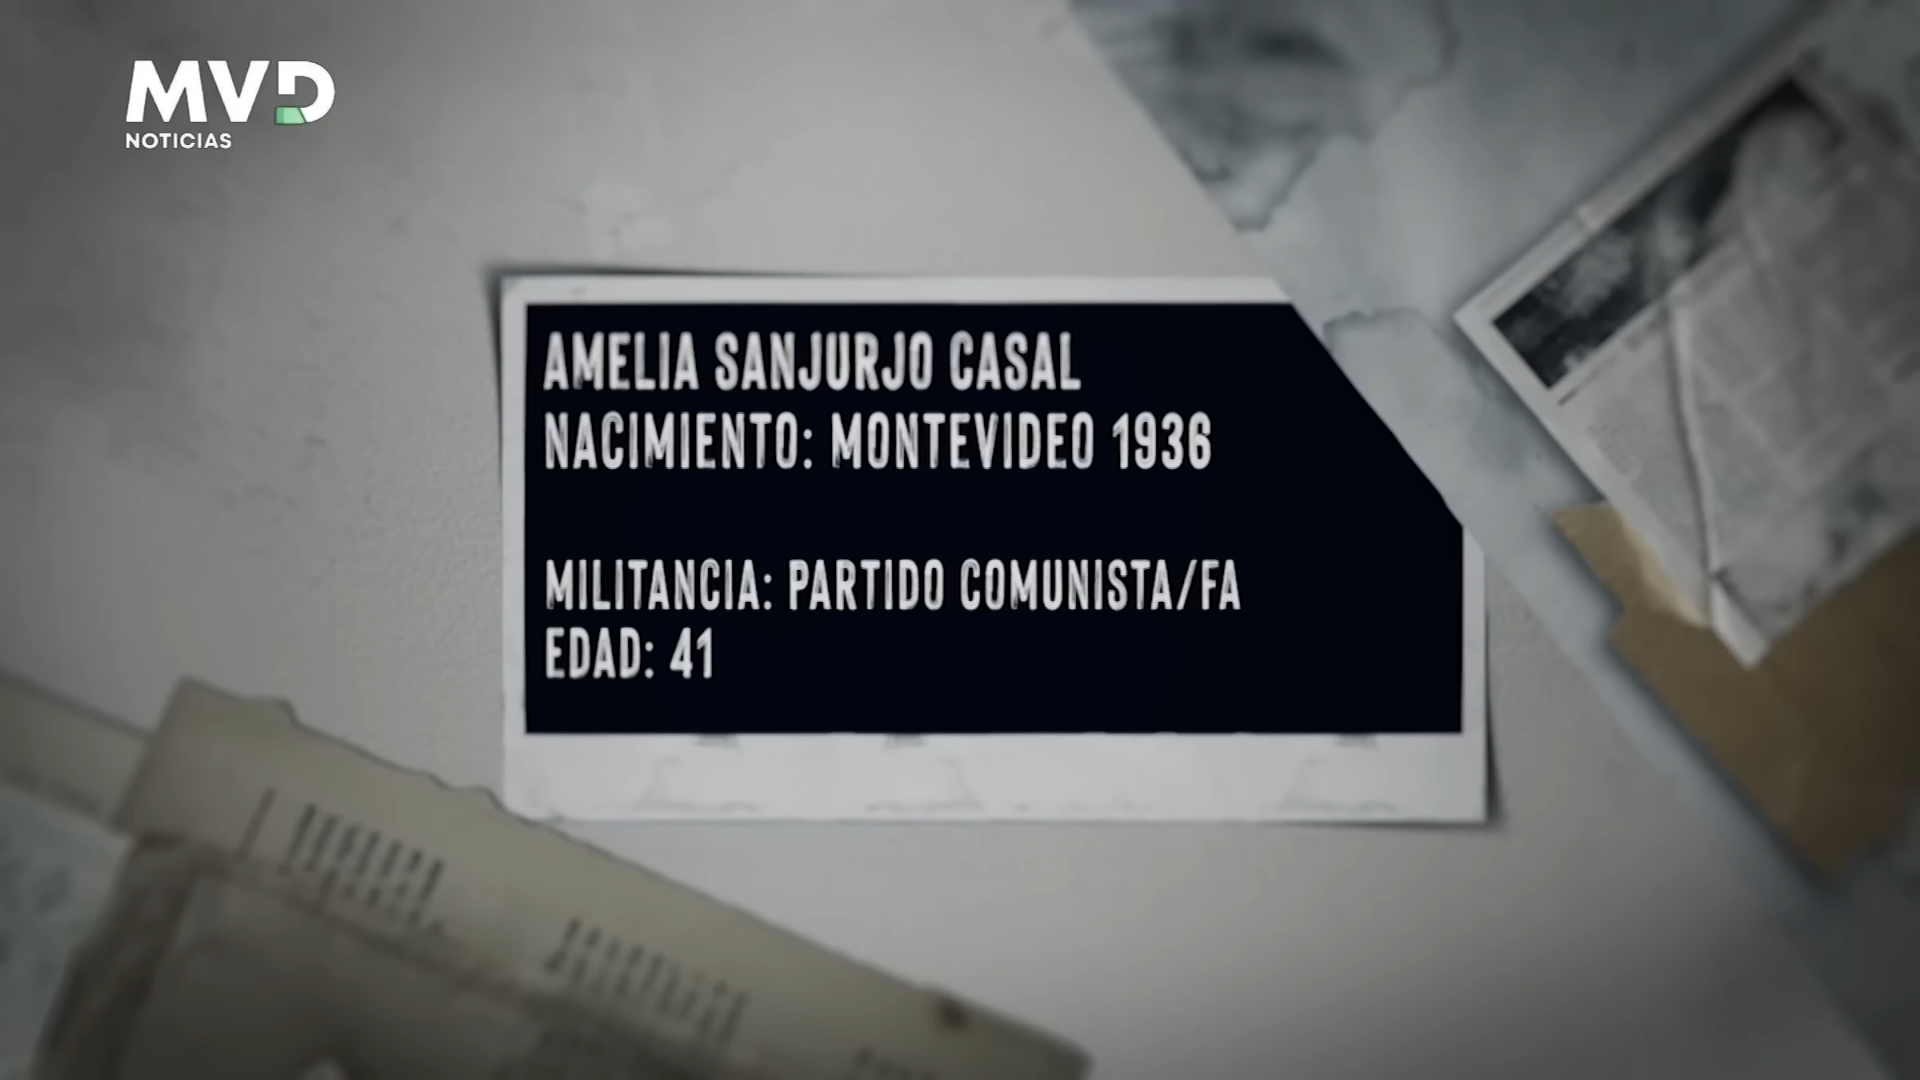 MVD
NOTICIAS
AMELIA SANJURJO CASAL
NACIMIENTO: MONTEVIDEO 1936
MILITANCIA: PARTIDO COMUNISTA/FA
EDAD: 41